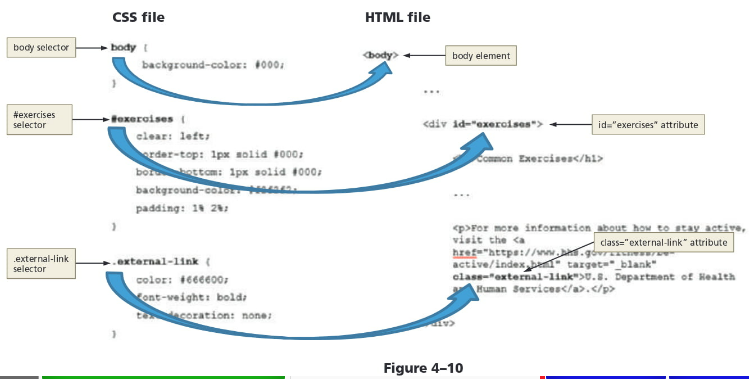 CSS file
HTML file
body selector
body {
background-color: #000;
}
<body>
body element
...
#exercises
selector
#exercises {
clear: left;
border-top: 1px solid #000;
border-bottom: 1px solid #000;
background-color:
padding: 1% 2%;
}
<div id="exercises">
id="exercises" attribute
Common Exercises</h1>
...
.external-link
selector
.external-link {
color: #666600;
font-weight: bold;
text-decoration: none;
}
<p>For more information about how to stay active,
visit the <a
class="external-link" attribute
href="https://www.hhs.gov/fitness/be-
active/index.html" target="_blank"
class="external-link">U.S. Department of Health
and Human Services</a>.</p>
</div>
Figure 4–10